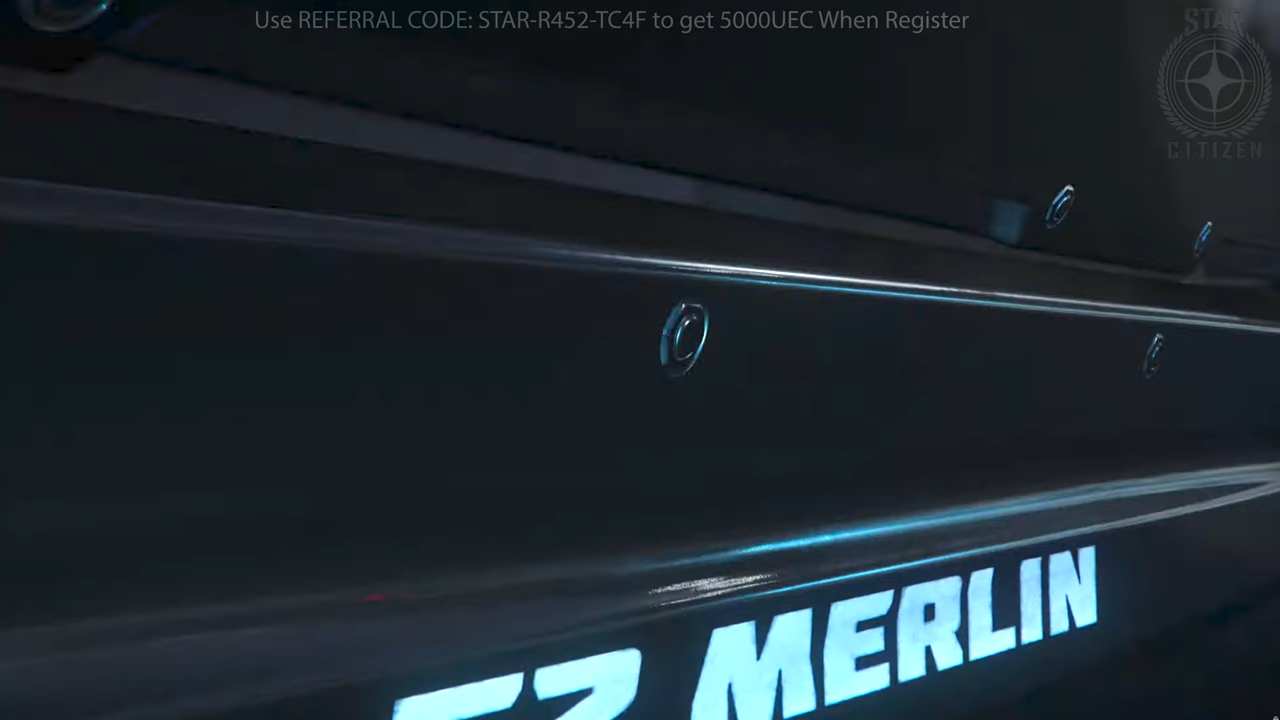 Use REFERRAL CODE: STAR-R452-TC4F to get 5000UEC When Register
STAR
CITIZEN
MERLIN